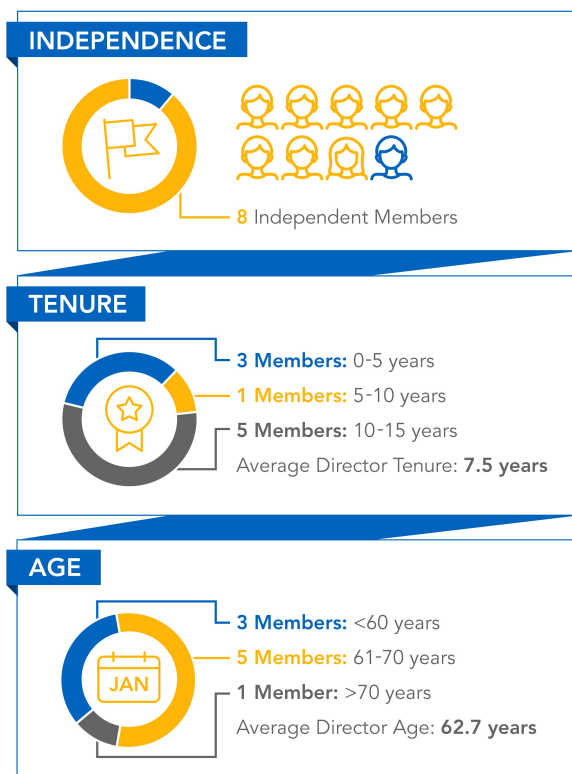 INDEPENDENCE
8 Independent Members
TENURE
3 Members: 0-5 years
1 Members: 5-10 years
5 Members: 10-15 years
Average Director Tenure: 7.5 years
AGE
JAN
3 Members: <60 years
5 Members: 61-70 years
1 Member: >70 years
Average Director Age: 62.7 years